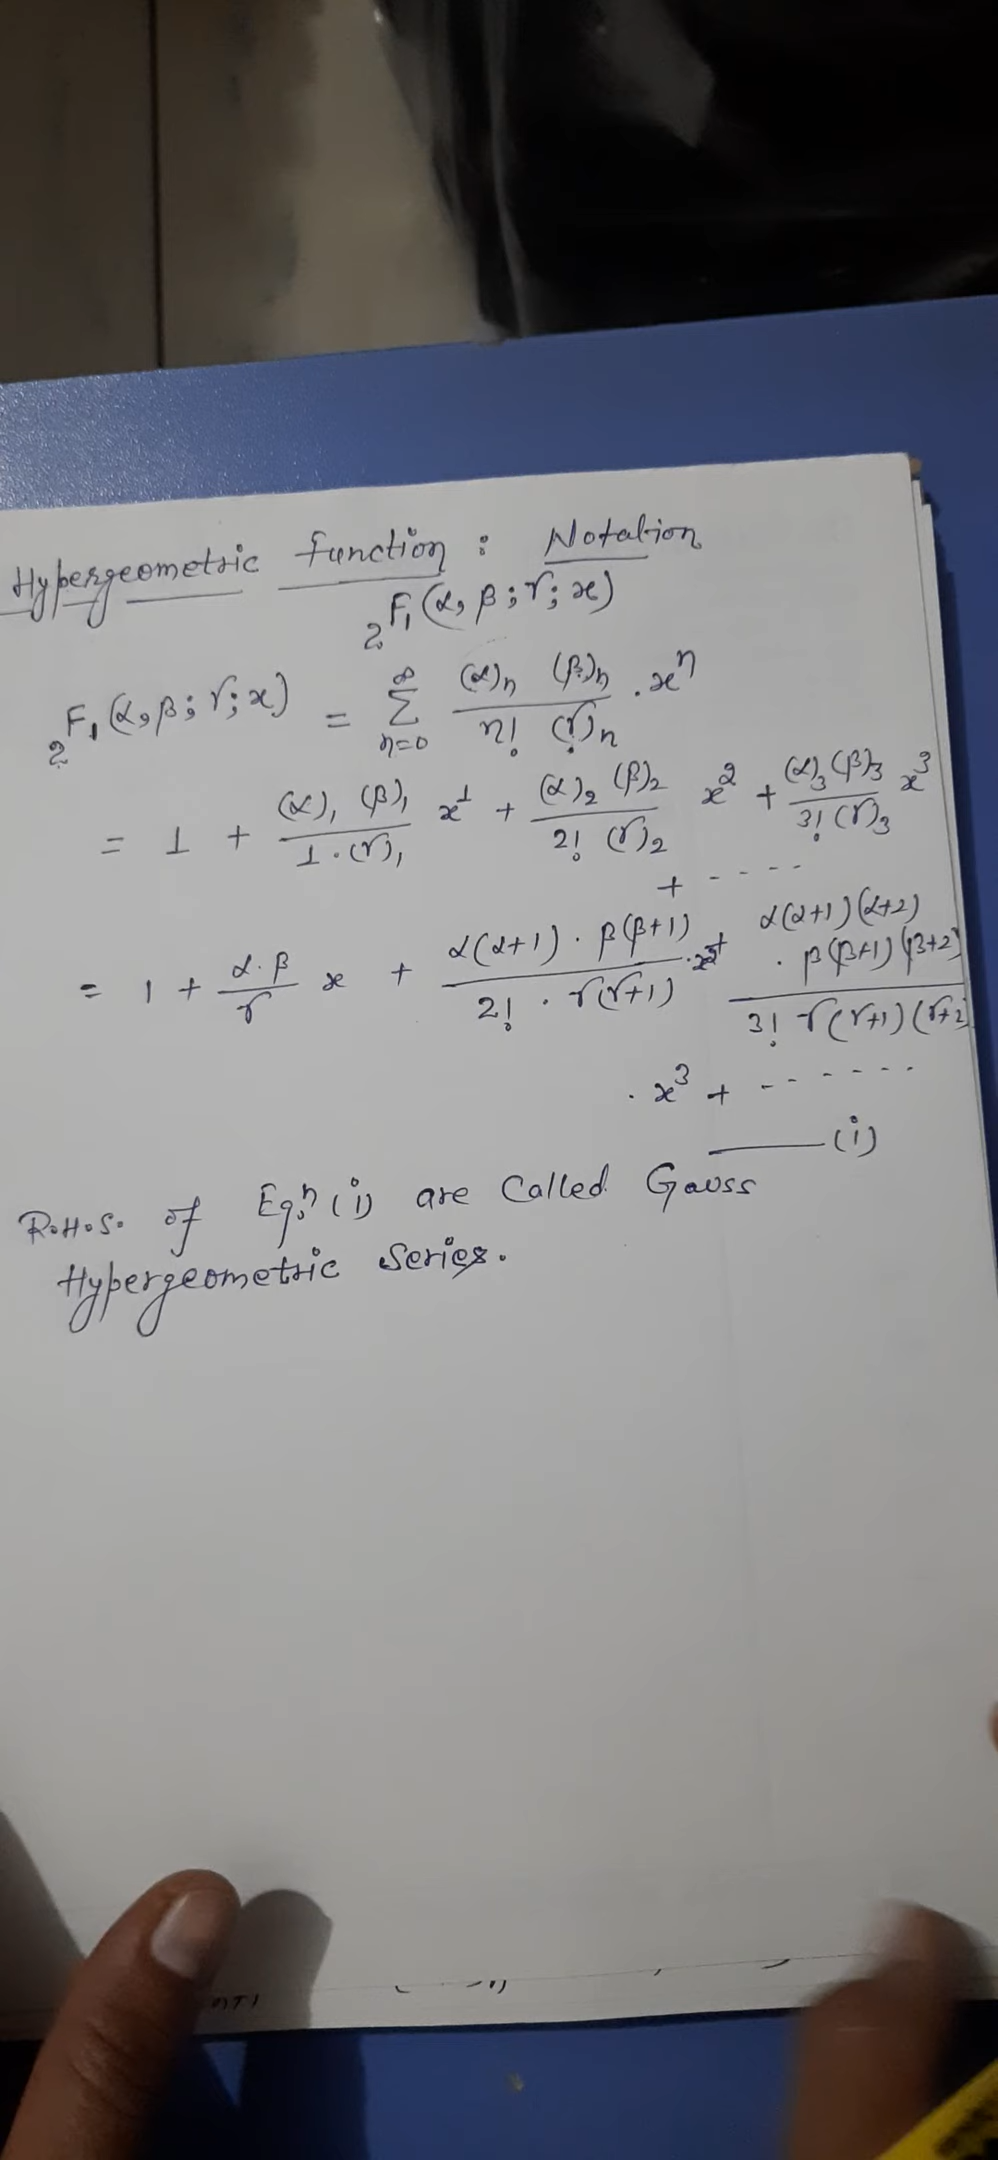 Hypergeometric function : Notation
₂F₁(α, β; γ; x)
₂F₁(α, β; γ; x) = ∑_{n=0}^{∞} (α)ₙ (β)ₙ / n! (γ)ₙ . xⁿ
= 1 + (α)₁ (β)₁ / 1·(γ)₁ x¹ + (α)₂ (β)₂ / 2! (γ)₂ x² + (α)₃ (β)₃ / 3! (γ)₃ x³
+ - - - -
= 1 + α·β / γ x + α(α+1) · β(β+1) / 2! · γ(γ+1) · x² + α(α+1)(α+2) · β(β+1)(β+2) / 3! γ(γ+1)(γ+2)
· x³ + - - - - - - -
—— (i)
R.H.S. of Eqⁿ (i) are called Gauss
Hypergeometric Series.